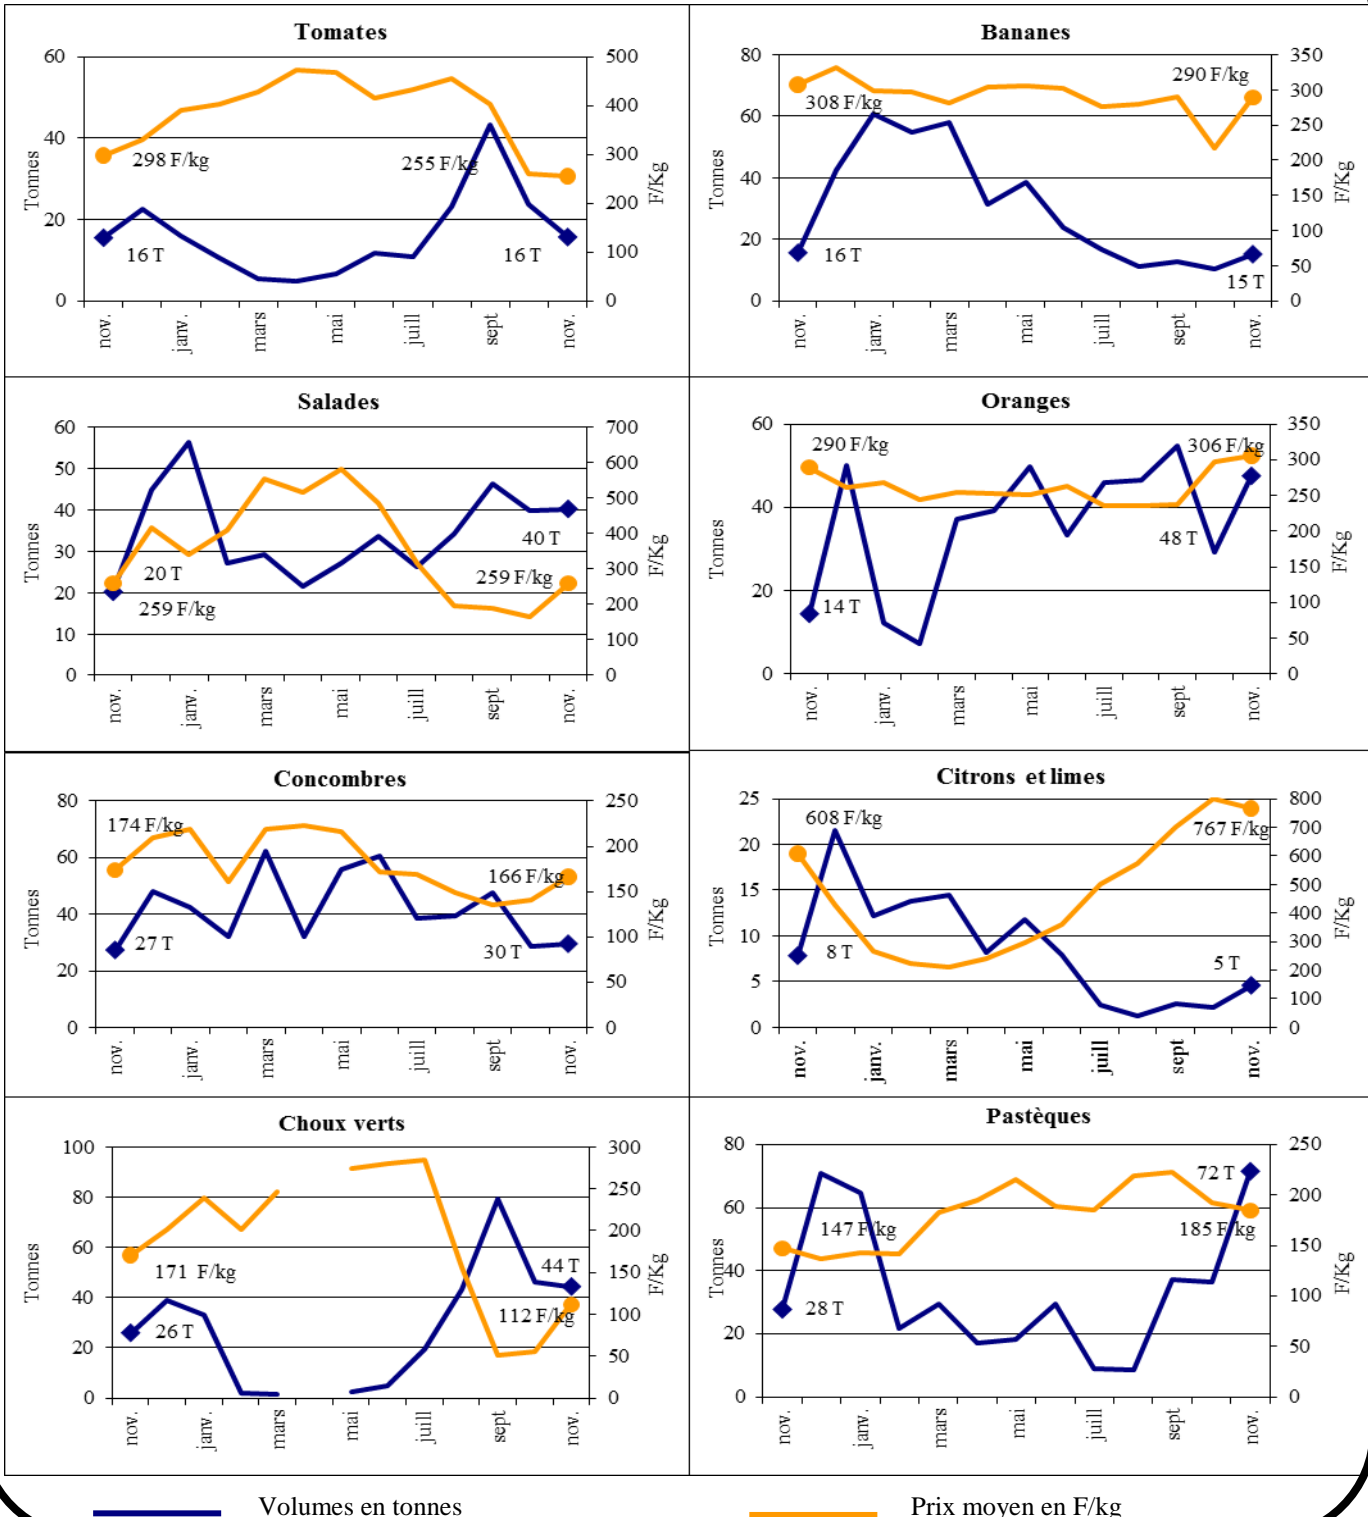 Tomates
60
40
20
0
500
400
300
200
100
0
Tonnes
F/Kg
298 F/kg
255 F/kg
16 T
16 T
nov.
janv.
mars
mai
juill
sept
nov.
Bananes
80
60
40
20
0
350
300
250
200
150
100
50
0
Tonnes
F/Kg
308 F/kg
290 F/kg
16 T
15 T
nov.
janv.
mars
mai
juill
sept
nov.
Salades
60
50
40
30
20
10
0
700
600
500
400
300
200
100
0
Tonnes
F/Kg
20 T
259 F/kg
40 T
259 F/kg
nov.
janv.
mars
mai
juill
sept
nov.
Oranges
60
40
20
0
350
300
250
200
150
100
50
0
Tonnes
F/Kg
290 F/kg
306 F/kg
14 T
48 T
nov.
janv.
mars
mai
juill
sept
nov.
Concombres
80
60
40
20
0
250
200
150
100
50
0
Tonnes
F/Kg
174 F/kg
166 F/kg
27 T
30 T
nov.
janv.
mars
mai
juill
sept
nov.
Citrons et limes
25
20
15
10
5
0
800
700
600
500
400
300
200
100
0
Tonnes
F/Kg
608 F/kg
767 F/kg
8 T
5 T
nov.
janv.
mars
mai
juill
sept
nov.
Choux verts
100
80
60
40
20
0
300
250
200
150
100
50
0
Tonnes
F/Kg
171 F/kg
26 T
44 T
112 F/kg
nov.
janv.
mars
mai
juill
sept
nov.
Pastèques
80
60
40
20
0
250
200
150
100
50
0
Tonnes
F/Kg
147 F/kg
28 T
72 T
185 F/kg
nov.
janv.
mars
mai
juill
sept
nov.
Volumes en tonnes
Prix moyen en F/kg